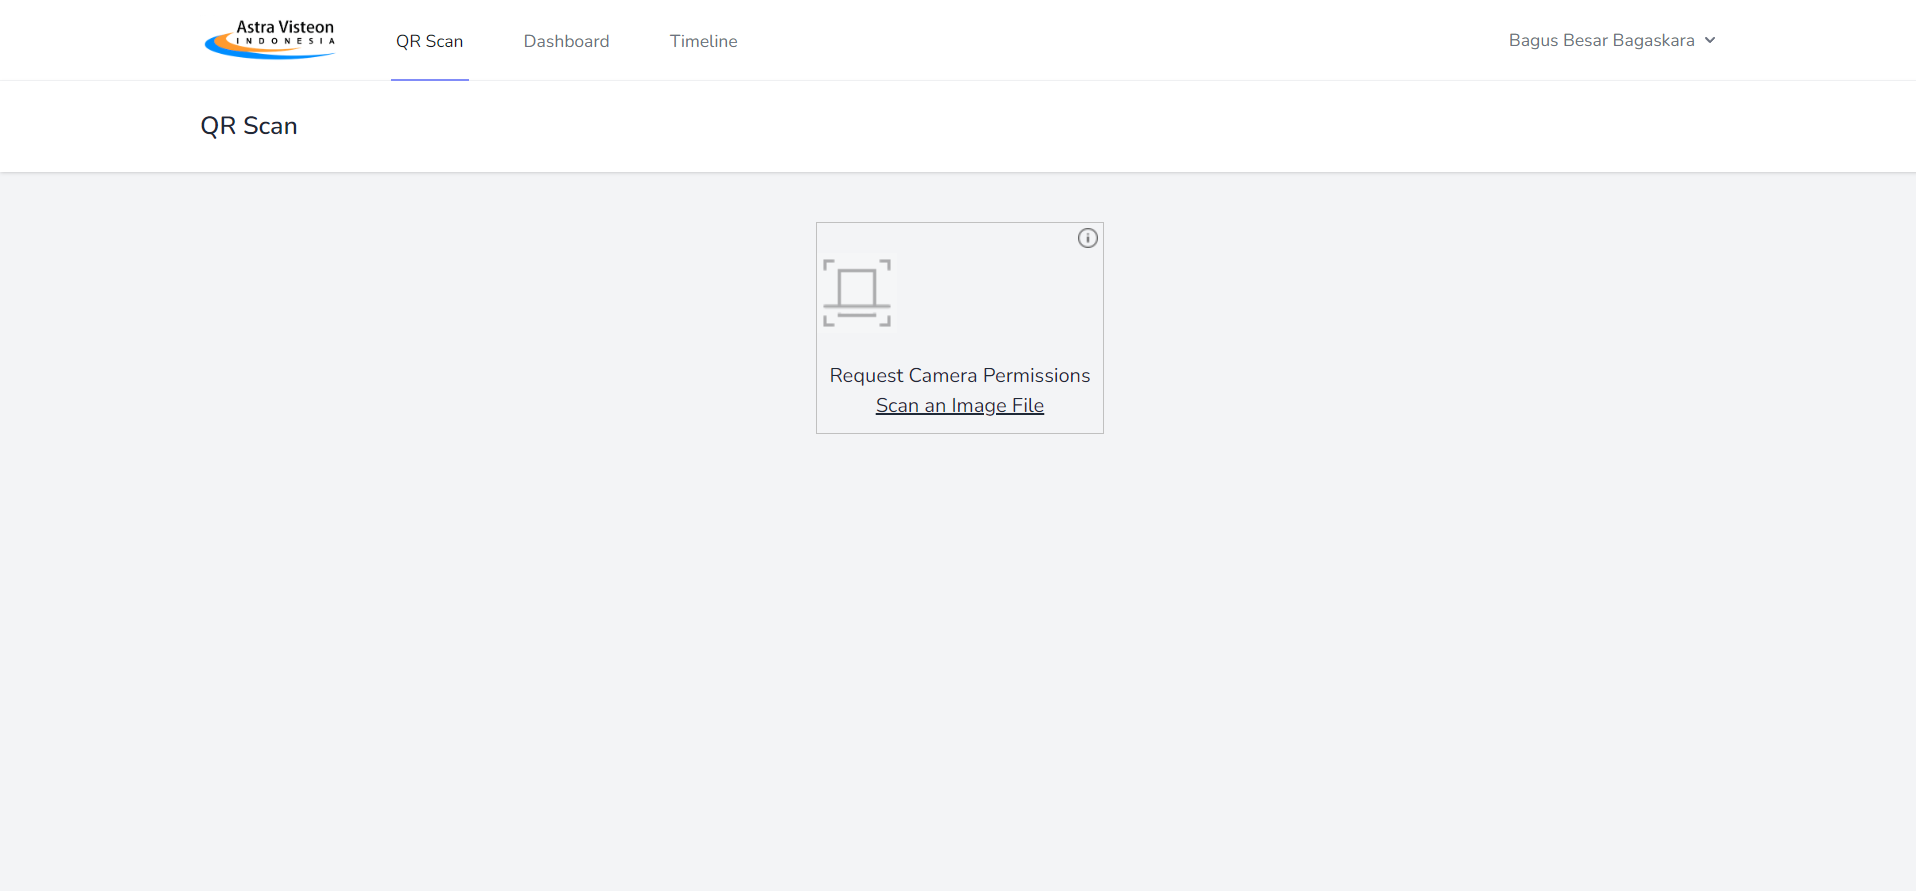 Astra Visteon
INDONESIA
QR Scan
Dashboard
Timeline
Bagus Besar Bagaskara
QR Scan
Request Camera Permissions
Scan an Image File